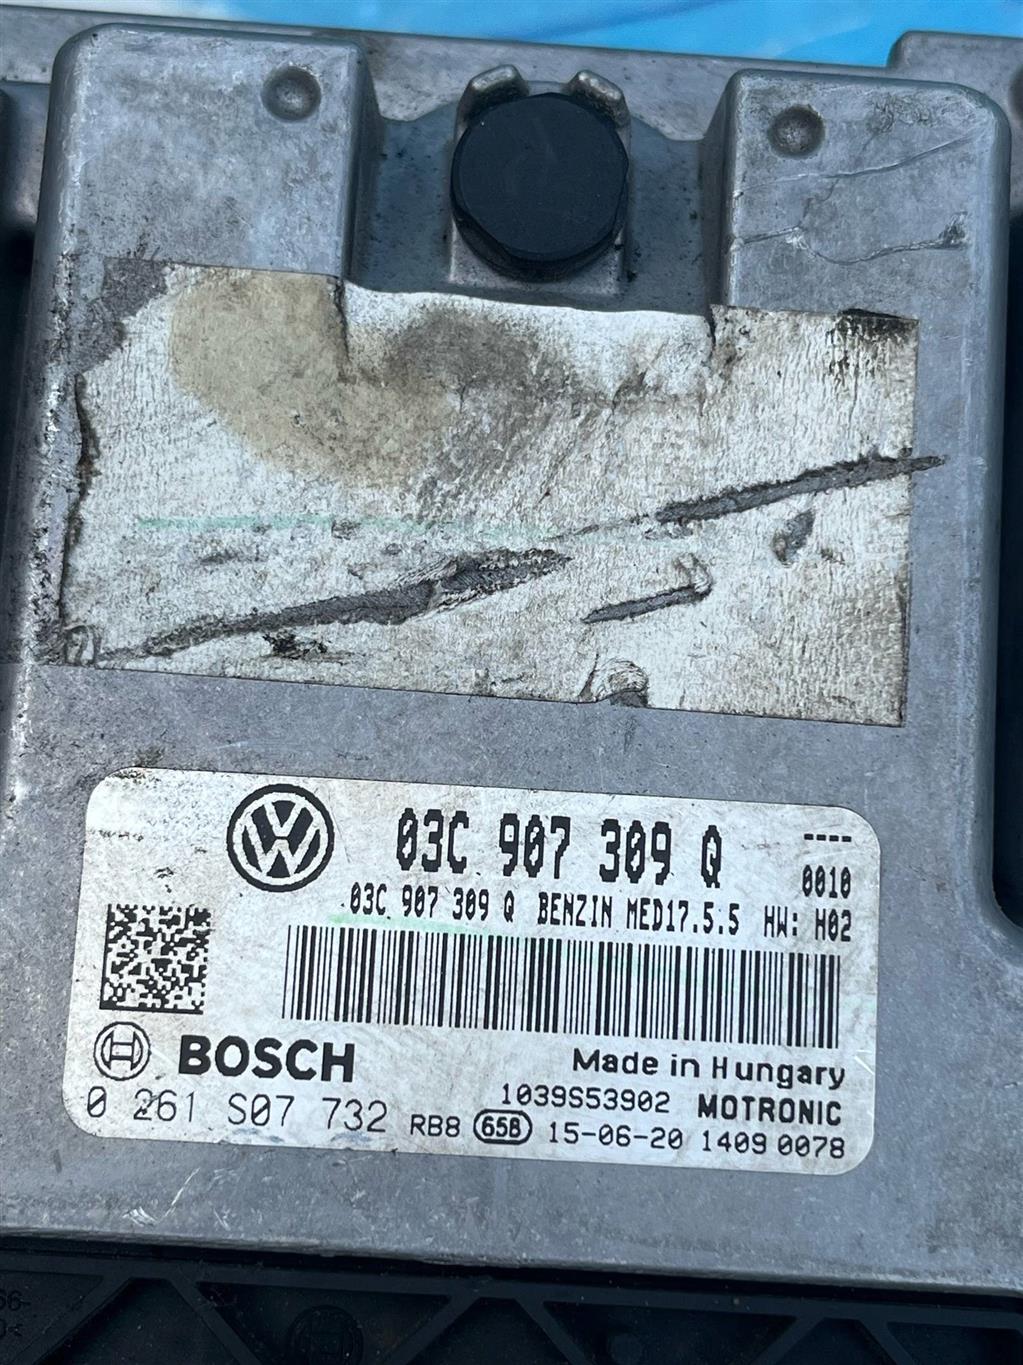 03C 907 309 Q ----
0010
03C 907 309 Q BENZIN MED17.5.5 HW: H02
BOSCH
Made in Hungary
1039S53902 MOTRONIC
0 261 S07 732 RB8 658 15-06-20 1409 0078